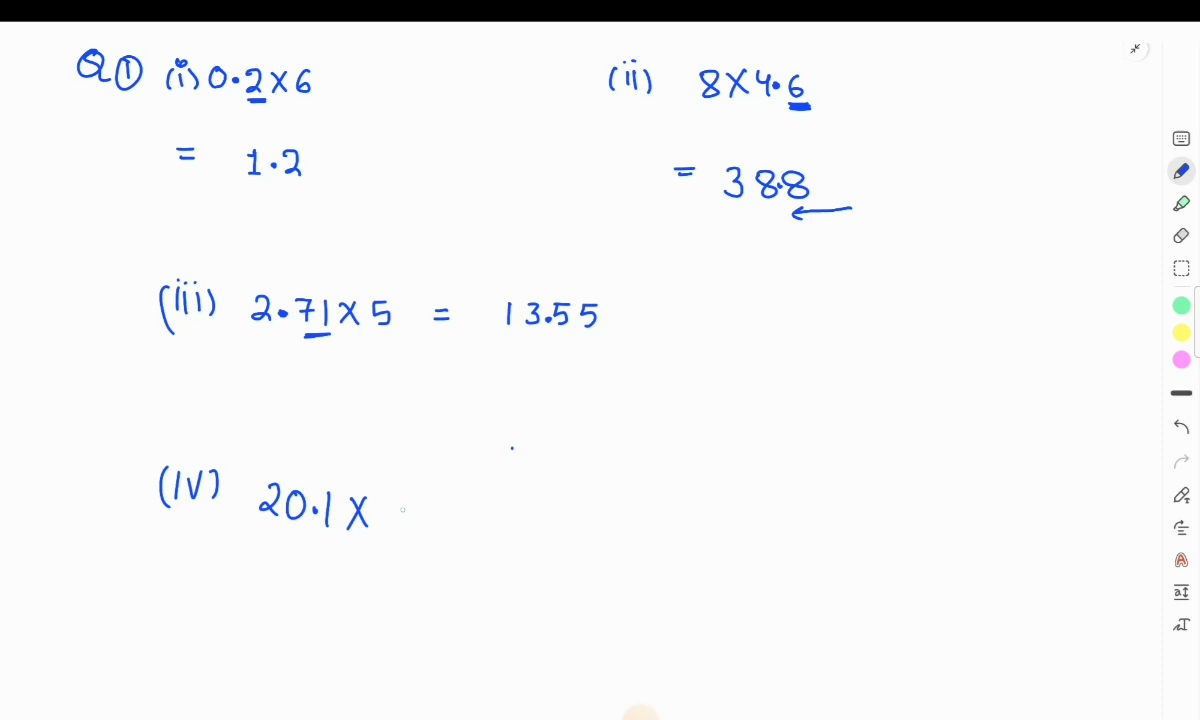 Q ① (i) 0.2 X 6
= 1.2
(ii) 8 X 4.6
= 38.8
(iii) 2.71 X 5 = 13.55
(IV) 20.1 X